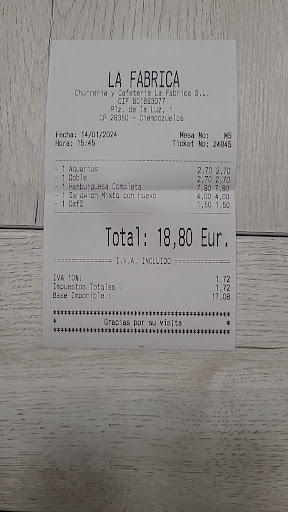 LA FABRICA
Churreria y Cafeteria La Fabrica S.L.
CIF B01883077
Plz. de la Luz, 1
CP 28350 - Ciempozuelos
Fecha: 14/01/2024 Mesa No: M5
Hora: 15:45 Ticket No: 24846
- 1 Aquarius 2,70 2,70
- 1 Doble 2,70 2,70
- 1 Hamburguesa Completa 7,90 7,90
- 1 Sandwich Mixto con huevo 4,00 4,00
- 1 Caf 1,50 1,50
Total: 18,80 Eur.
I.V.A. INCLUIDO
IVA 10%: 1,72
Impuestos Totales : 1,72
Base Imponible : 17,08
* Gracias por su visita *